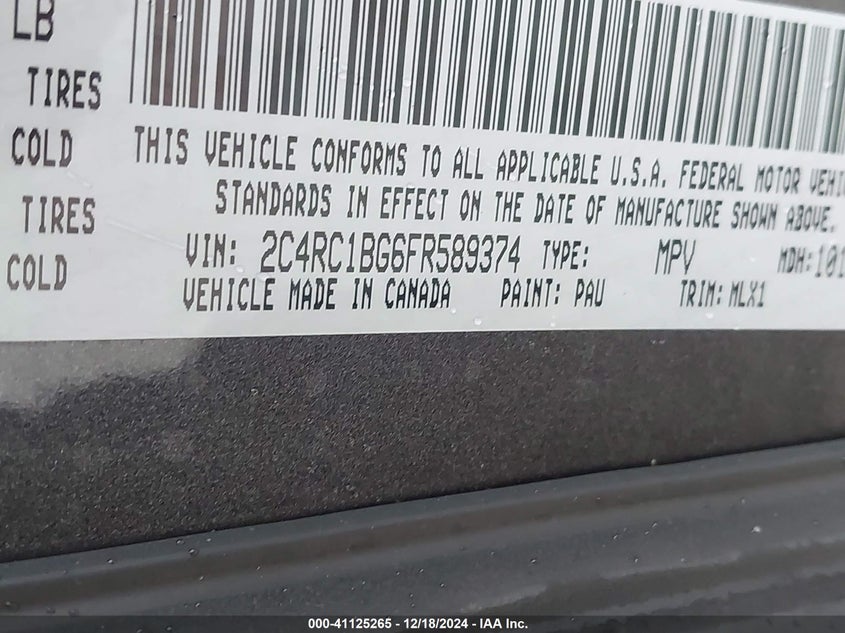 LB
TIRES
COLD
THIS VEHICLE CONFORMS TO ALL APPLICABLE U.S.A. FEDERAL MOTOR
STANDARDS IN EFFECT ON THE DATE OF MANUFACTURE SHOWN ABOVE.
TIRES
VIN: 2C4RC1BG6FR589374 TYPE: MPV MDH: 101
COLD
VEHICLE MADE IN CANADA PAINT: PAU TRIM: MLX1
000-41125265 - 12/18/2024 - IAA Inc.